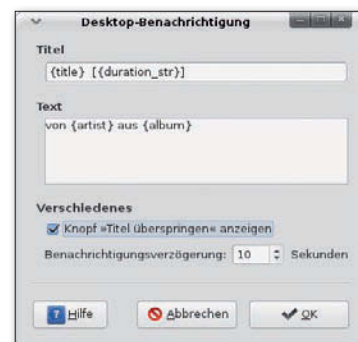 Desktop-Benachrichtigung
Titel
{title} [{duration_str}]
Text
von {artist} aus {album}
Verschiedenes
Knopf »Titel überspringen« anzeigen
Benachrichtigungsverzögerung: 10 Sekunden
Hilfe Abbrechen OK